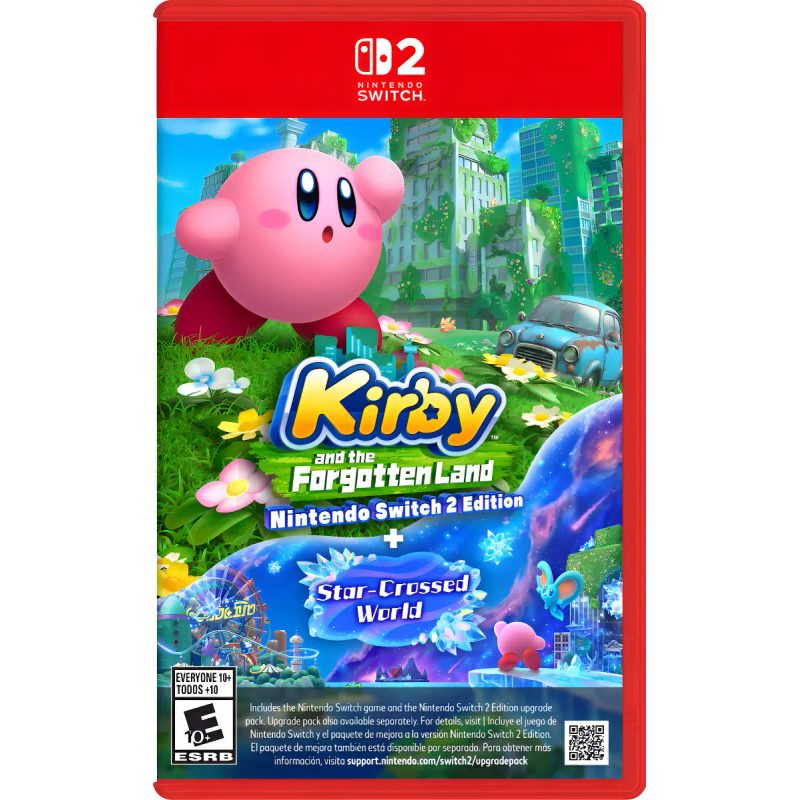 2
NINTENDO
SWITCH™
Kirby™
and the
Forgotten Land
Nintendo Switch 2 Edition
+
Star-Crossed
World
EVERYONE 10+
TODOS +10
E
10+
ESRB
Includes the Nintendo Switch game and the Nintendo Switch 2 Edition upgrade
pack. Upgrade pack also available separately. For details, visit | Incluye el juego de
Nintendo Switch y el paquete de mejora a la versión Nintendo Switch 2 Edition.
El paquete de mejora también está disponible por separado. Para obtener más
información, visita support.nintendo.com/switch2/upgradepack